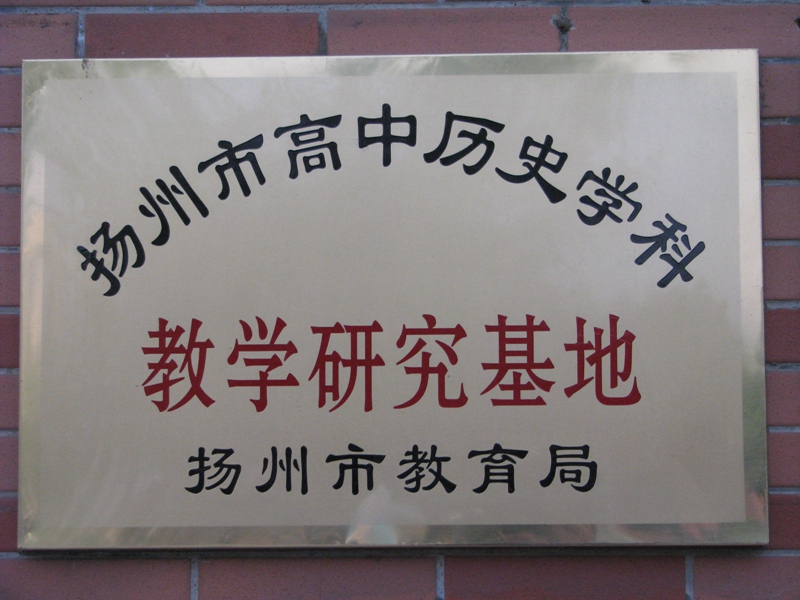 扬州市高中历史学科
教学研究基地
扬州市教育局